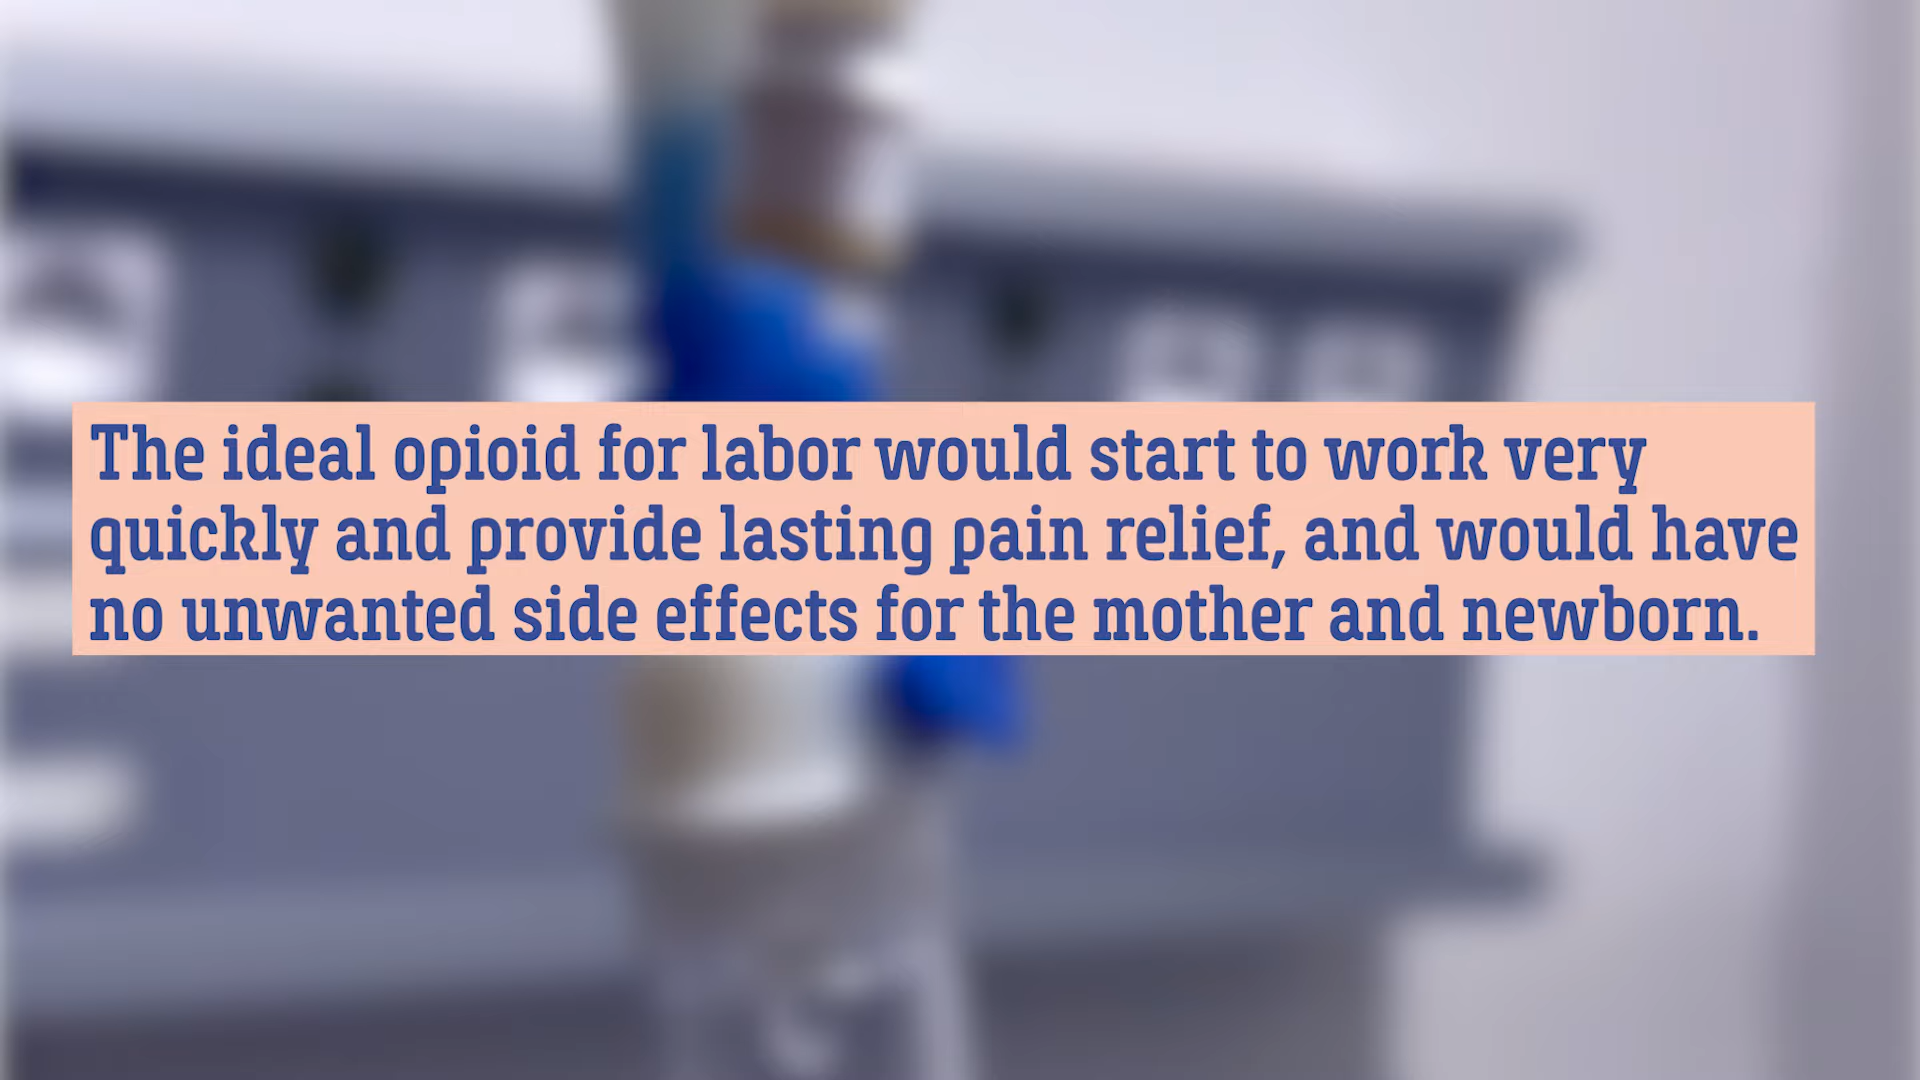 The ideal opioid for labor would start to work very
quickly and provide lasting pain relief, and would have
no unwanted side effects for the mother and newborn.